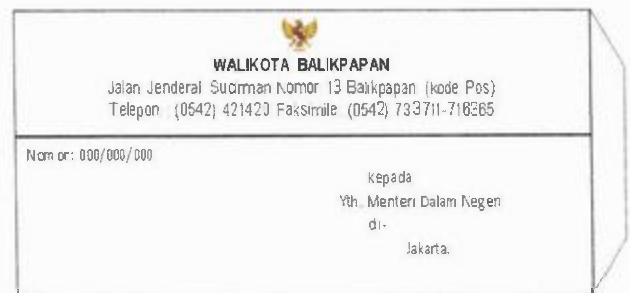 WALIKOTA BALIKPAPAN
Jalan Jenderal Sudirman Nomor 13 Balikpapan (kode Pos)
Telepon : (0542) 421420 Faksimile (0542) 733711-716365
Nomor: 000/000/000
Kepada
Yth. Menteri Dalam Negeri
di-
Jakarta.